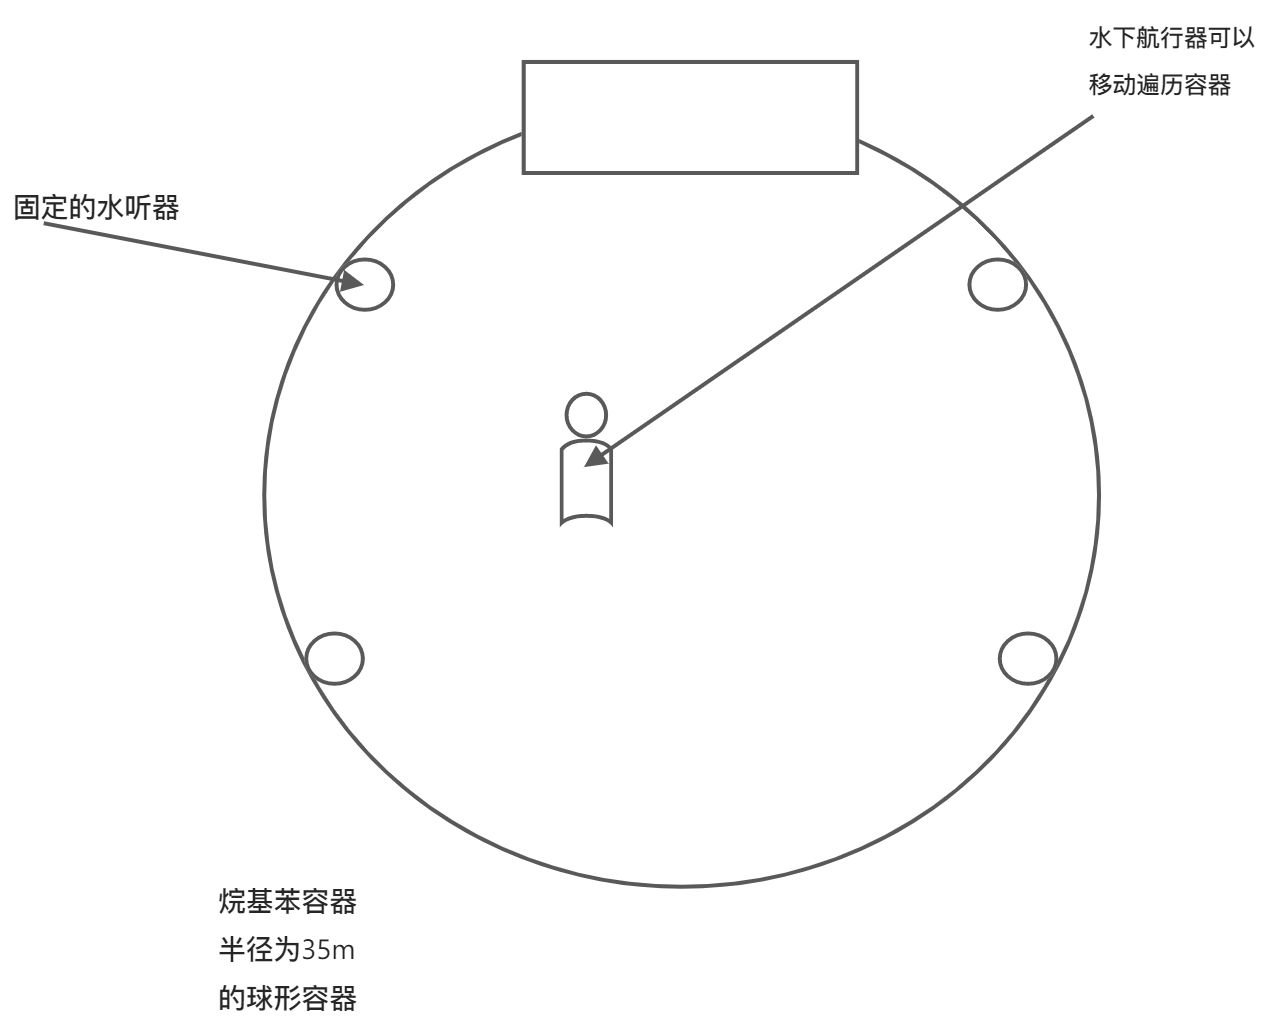 水下航行器可以
移动遍历容器
固定的水听器
烷基苯容器
半径为35m
的球形容器